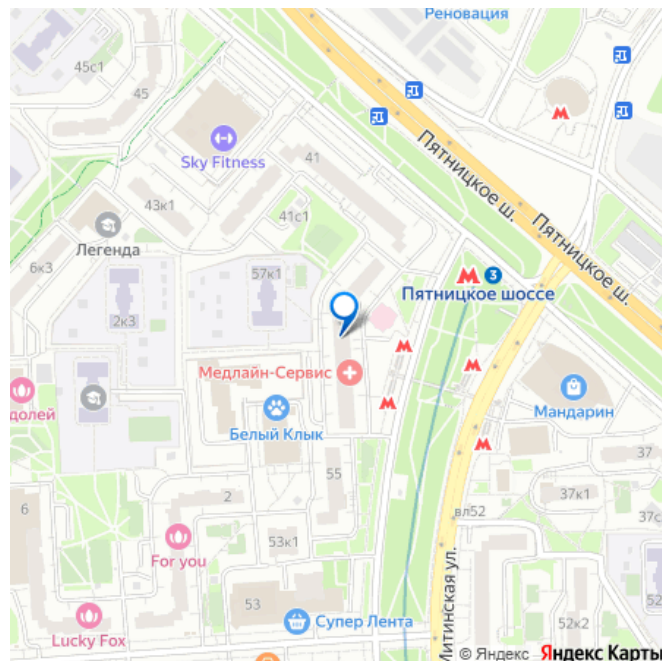 Реновация
45с1
45
Sky Fitness
41
Пятницкое ш.
Пятницкое ш.
43к1
41с1
Легенда
6к3
57к1
3
Пятницкое шоссе
2к3
Медлайн-Сервис
Мандарин
долей
Белый Клык
55
37
37к1
6
2
вл52
53к1
For you
53
Супер Лента
Митинская ул.
52к2
52
Lucky Fox
© Яндекс Яндекс Карты